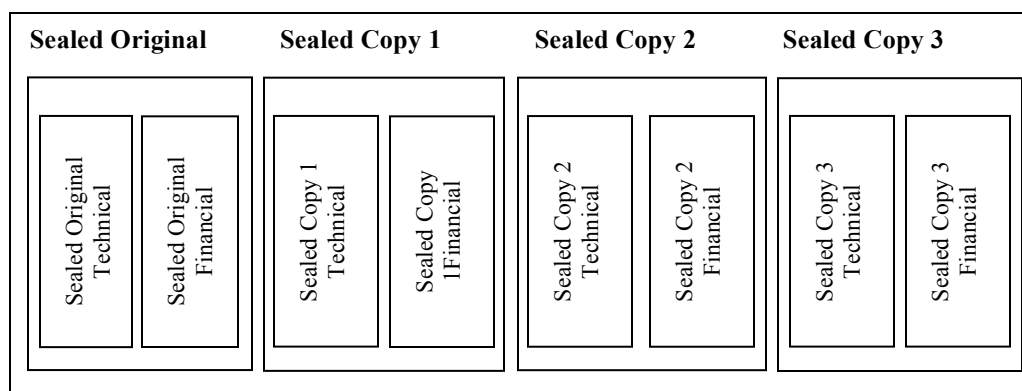 Sealed Original
Sealed Copy 1
Sealed Copy 2
Sealed Copy 3
Sealed Original
Technical
Sealed Original
Financial
Sealed Copy 1
Technical
Sealed Copy
1Financial
Sealed Copy 2
Technical
Sealed Copy 2
Financial
Sealed Copy 3
Technical
Sealed Copy 3
Financial